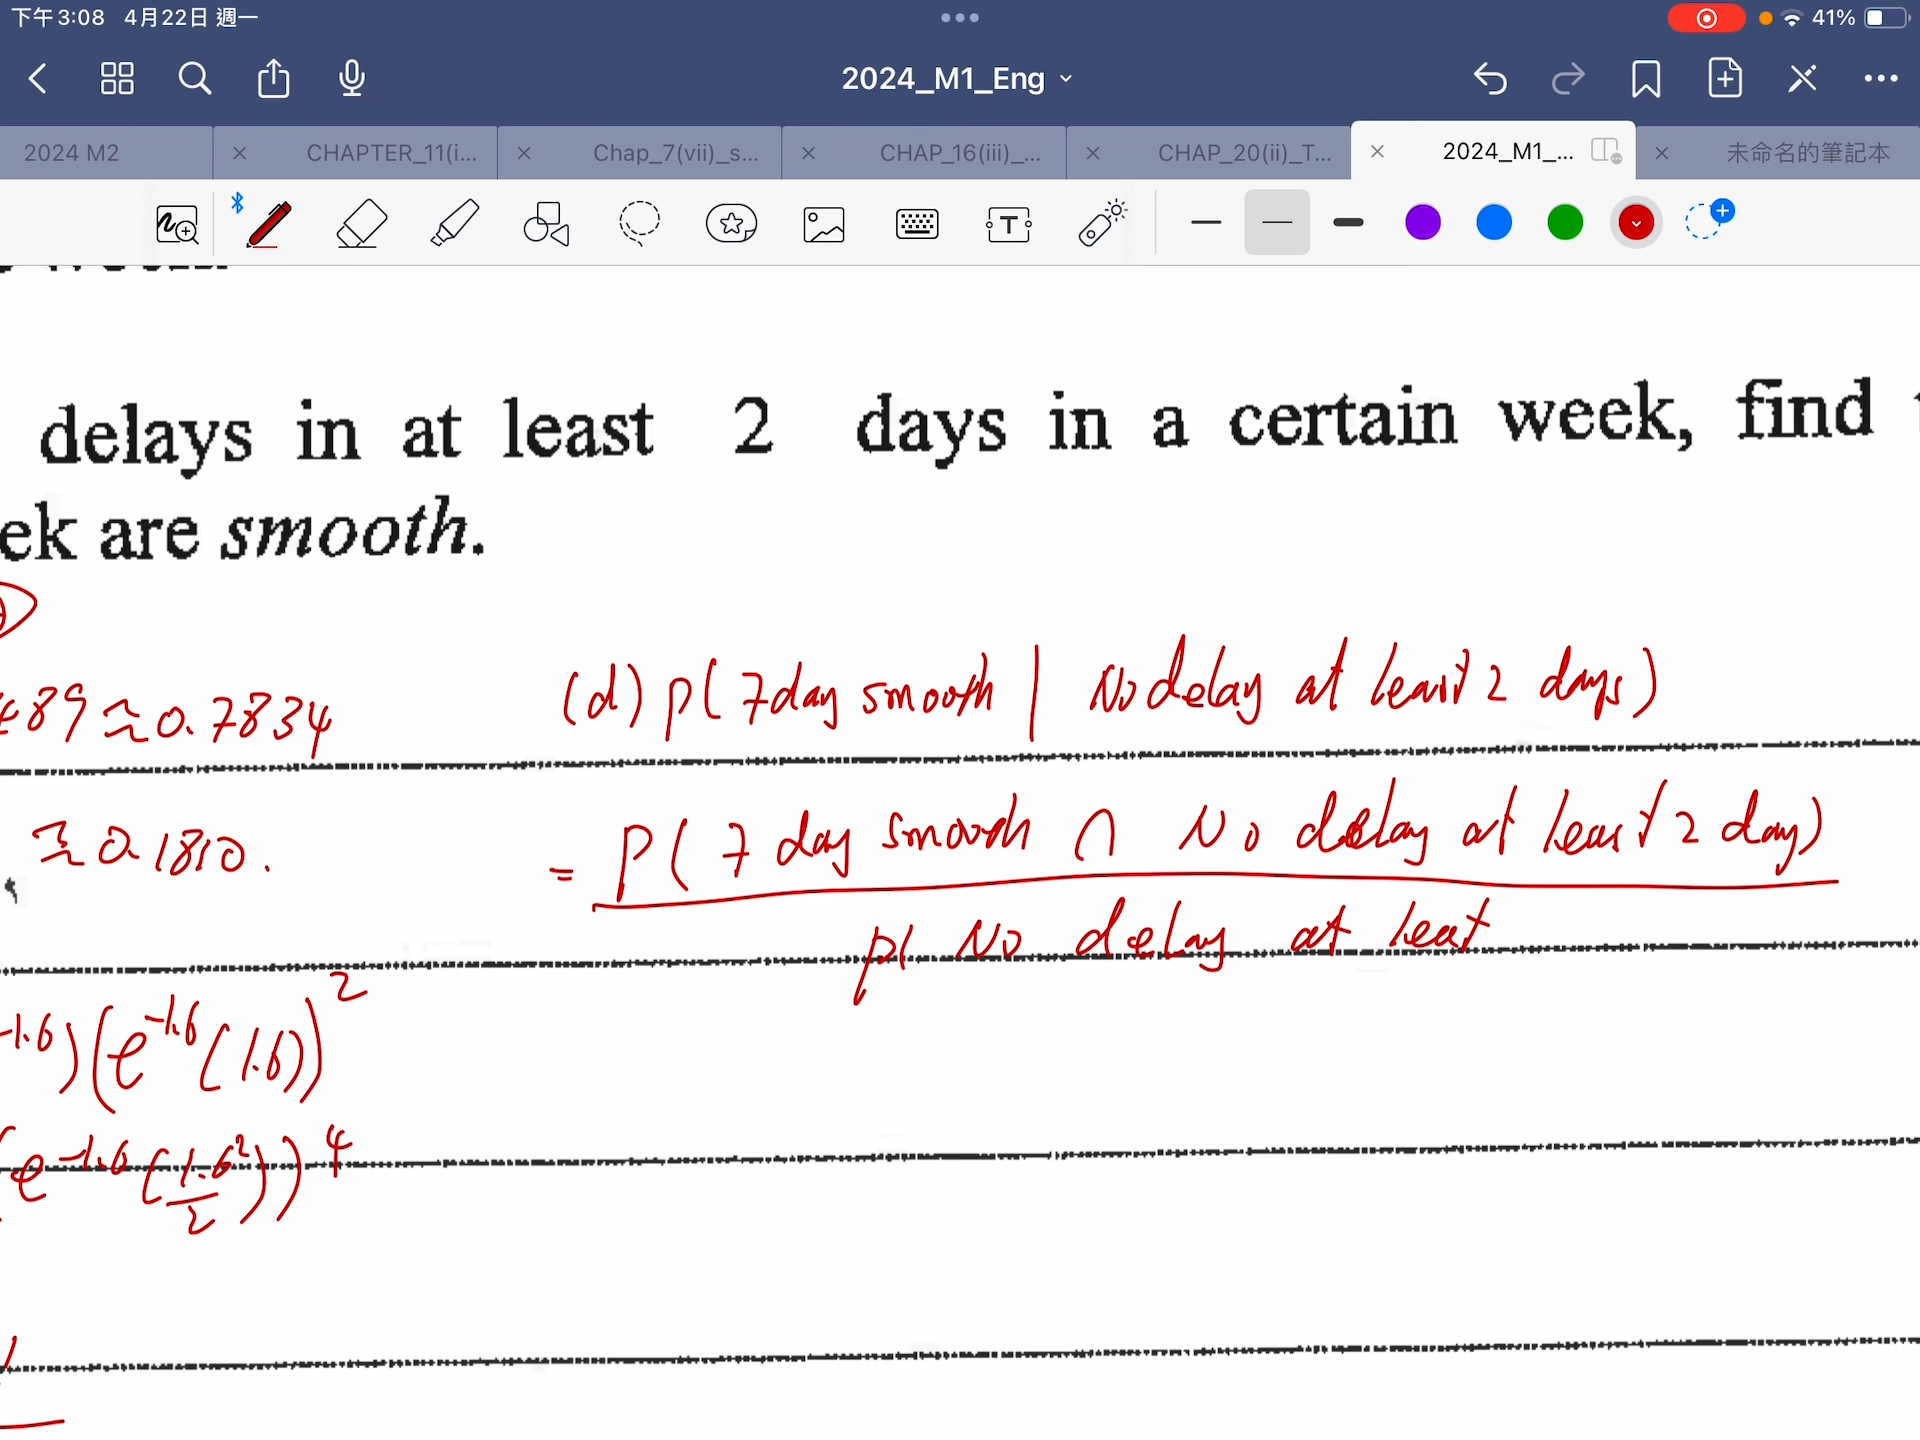 下午3:08 4月22日 週一
41%
2024_M1_Eng
2024 M2
CHAPTER_11(i...
Chap_7(vii)_s...
CHAP_16(iii)_...
CHAP_20(ii)_T...
2024_M1_...
未命名的筆記本
delays in at least 2 days in a certain week, find
ek are smooth.
89 ≈ 0.7834
(d) P( 7 day smooth | No delay at least 2 days)
≈ 0.1810.
= P( 7 day smooth ∩ No delay at least 2 day)
P( No delay at least
-1.6)(e^-1.6(1.6))^2
e^-1.6(1.6^2/2))^4